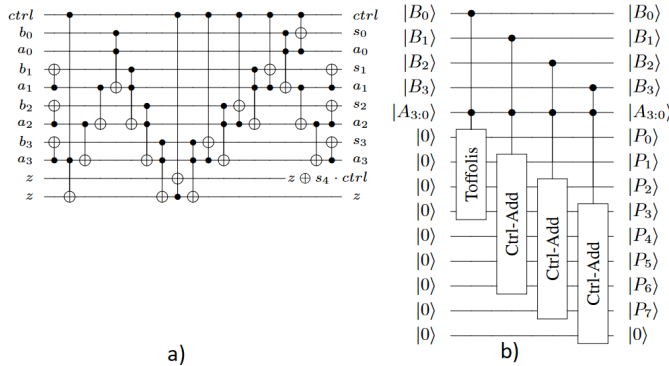 ctrl ctrl
b₀ s₀
a₀ a₀
b₁ s₁
a₁ a₁
b₂ s₂
a₂ a₂
b₃ s₃
a₃ a₃
z z ⊕ s₄ · ctrl
z z
a)
|B₀⟩ |B₀⟩
|B₁⟩ |B₁⟩
|B₂⟩ |B₂⟩
|B₃⟩ |B₃⟩
|A₃:₀⟩ |A₃:₀⟩
|0⟩ |P₀⟩
|0⟩ |P₁⟩
|0⟩ |P₂⟩
|0⟩ |P₃⟩
|0⟩ |P₄⟩
|0⟩ |P₅⟩
|0⟩ |P₆⟩
|0⟩ |P₇⟩
|0⟩ |0⟩
Toffolis
Ctrl-Add
Ctrl-Add
Ctrl-Add
b)